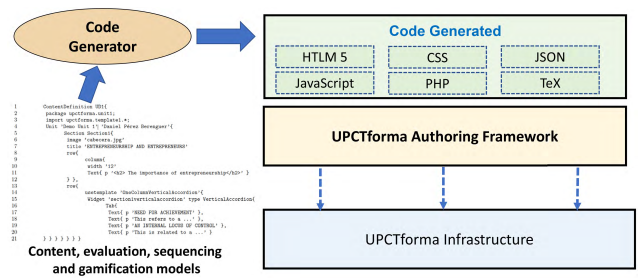 Code
Generator
Code Generated
HTLM 5
CSS
JSON
JavaScript
PHP
TeX
UPCTforma Authoring Framework
UPCTforma Infrastructure
1 ContentDefinition UD1{
2 package upctforma.unit1;
3 import upctforma.template1.*;
4 Unit 'Demo Unit 1' 'Daniel Pérez Berenguer'{
5 Section Section1{
6 image 'cabecera.jpg'
7 title 'ENTREPRENEURSHIP AND ENTREPRENEURS'
8 row{
9 column{
10 width '12'
11 Text{ p '<h2> The importance of entrepreneurship</h2>' }
12 } },
13 row{
14 nestemplate 'OneColumnVerticalAccordion'{
15 Widget 'section1verticalaccordion' type VerticalAccordion{
16 Tab{
17 Text{ p 'NEED FOR ACHIEVEMENT' },
18 Text{ p 'This refers to a ...' },
19 Text{ p 'AN INTERNAL LOCUS OF CONTROL' },
20 Text{ p 'This is related to a ...' }
21 } } } } } } }
Content, evaluation, sequencing
and gamification models